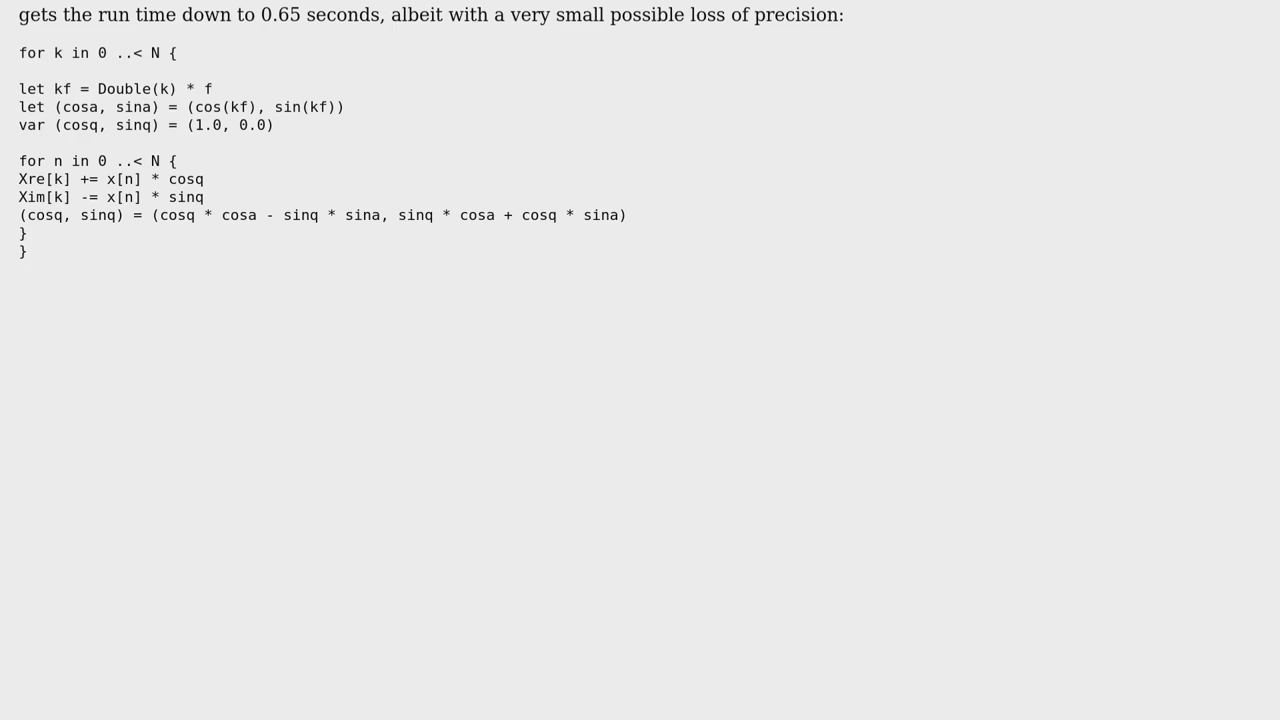 gets the run time down to 0.65 seconds, albeit with a very small possible loss of precision:
for k in 0 ..< N {
let kf = Double(k) * f
let (cosa, sina) = (cos(kf), sin(kf))
var (cosq, sinq) = (1.0, 0.0)
for n in 0 ..< N {
Xre[k] += x[n] * cosq
Xim[k] -= x[n] * sinq
(cosq, sinq) = (cosq * cosa - sinq * sina, sinq * cosa + cosq * sina)
}
}